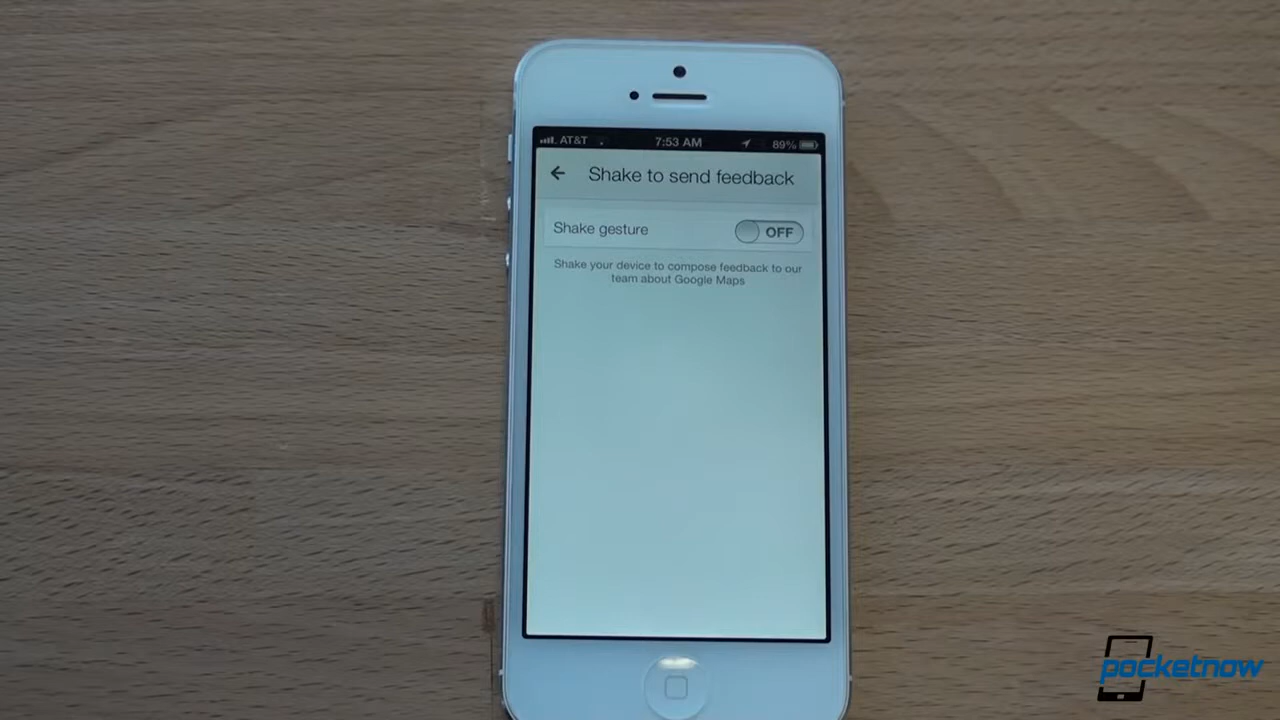 AT&T 7:53 AM 89%
Shake to send feedback
Shake gesture OFF
Shake your device to compose feedback to our
team about Google Maps
pocketnow